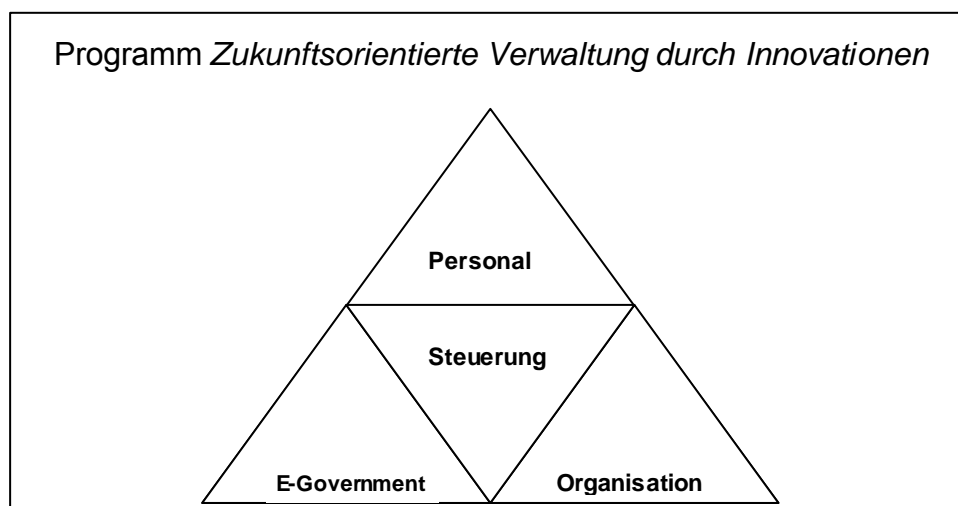 Programm Zukunftsorientierte Verwaltung durch Innovationen
Personal
Steuerung
E-Government Organisation